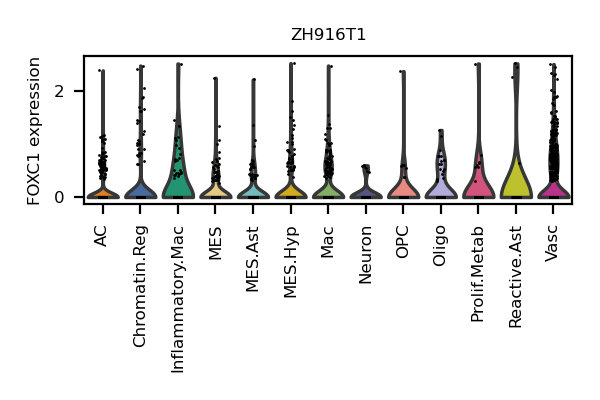 ZH916T1
FOXC1 expression
2
0
AC
Chromatin.Reg
Inflammatory.Mac
MES
MES.Ast
MES.Hyp
Mac
Neuron
OPC
Oligo
Prolif.Metab
Reactive.Ast
Vasc